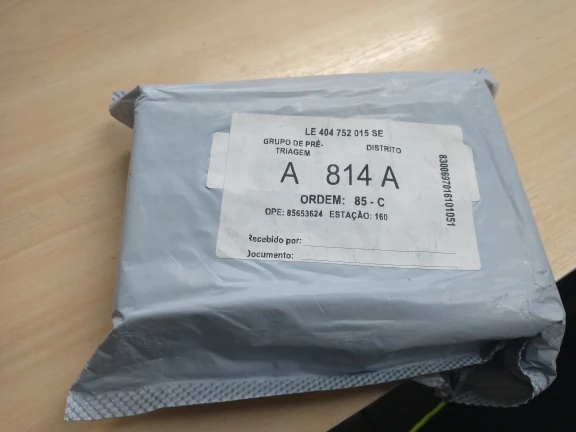 LE 404 752 015 SE
GRUPO DE PRÉ-
TRIAGEM
DISTRITO
A 814 A
ORDEM: 85 - C
OPE: 85653624 ESTAÇÃO: 160
Recebido por:
Documento:
8300697016101051